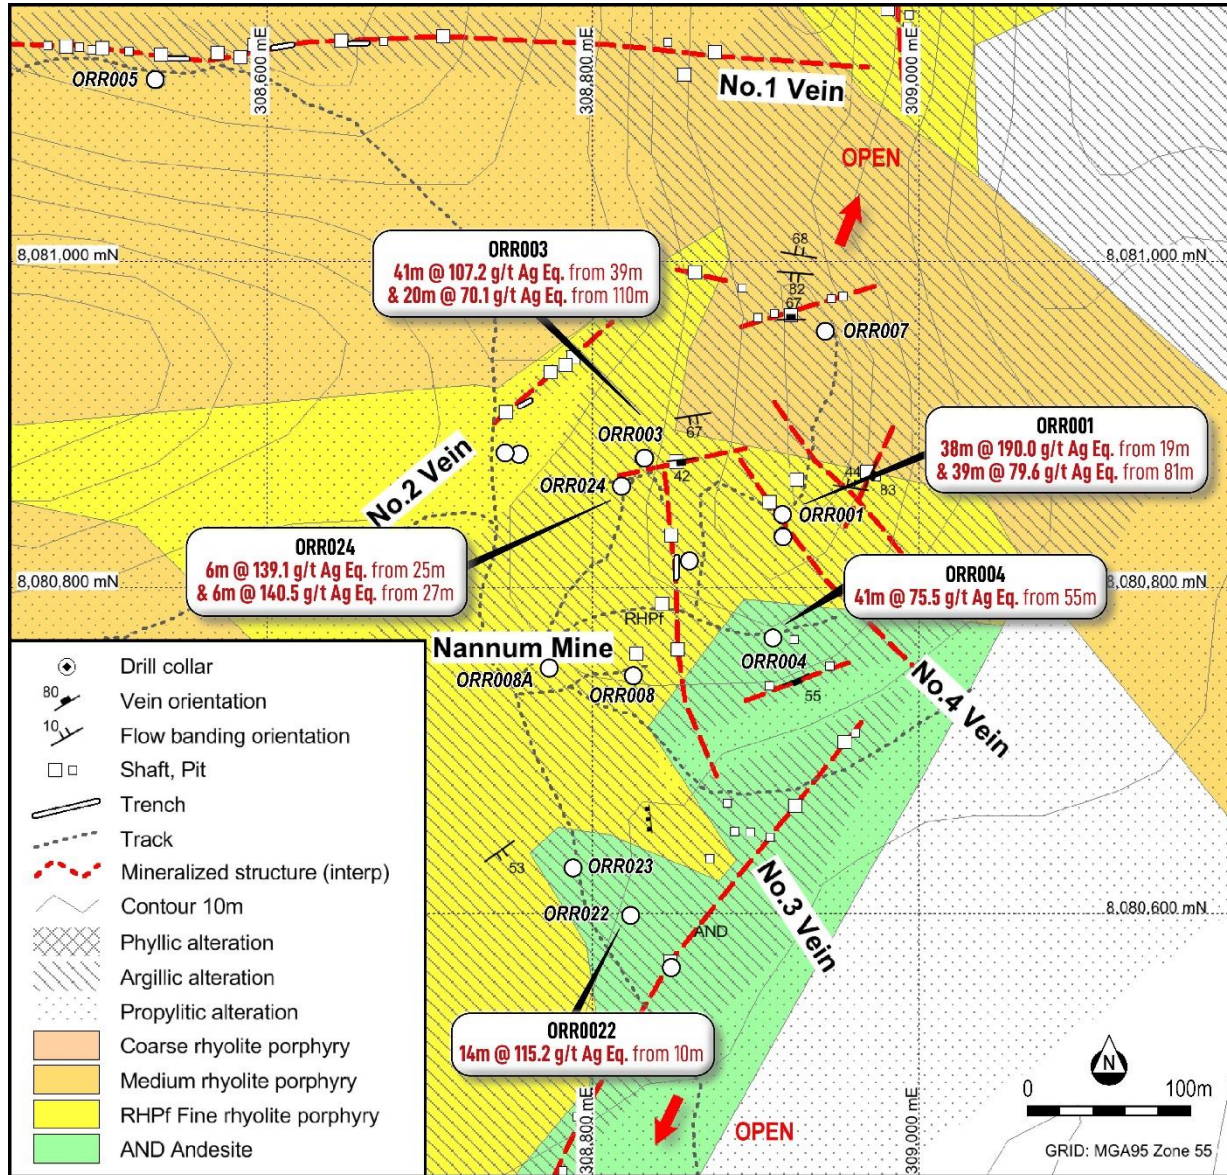 ORR005
308,600 mE
308,800 mE
No.1 Vein
309,000 mE
OPEN
68
8,081,000 mN
8,081,000 mN
ORR003
41m @ 107.2 g/t Ag Eq. from 39m
& 20m @ 70.1 g/t Ag Eq. from 110m
82
67
ORR007
67
ORR003
ORR001
38m @ 190.0 g/t Ag Eq. from 19m
& 39m @ 79.6 g/t Ag Eq. from 81m
No.2 Vein
ORR024
42
44
83
ORR001
ORR024
6m @ 139.1 g/t Ag Eq. from 25m
& 6m @ 140.5 g/t Ag Eq. from 27m
8,080,800 mN
8,080,800 mN
ORR004
41m @ 75.5 g/t Ag Eq. from 55m
RHPf
Nannum Mine
ORR004
ORR008A
ORR008
55
No.4 Vein
53
ORR023
ORR022
No.3 Vein
AND
8,080,600 mN
ORR0022
14m @ 115.2 g/t Ag Eq. from 10m
308,800 mE
309,000 mE
OPEN
Drill collar
80
Vein orientation
10
Flow banding orientation
Shaft, Pit
Trench
Track
Mineralized structure (interp)
Contour 10m
Phyllic alteration
Argillic alteration
Propylitic alteration
Coarse rhyolite porphyry
Medium rhyolite porphyry
RHPf Fine rhyolite porphyry
AND Andesite
N
0 100m
GRID: MGA95 Zone 55